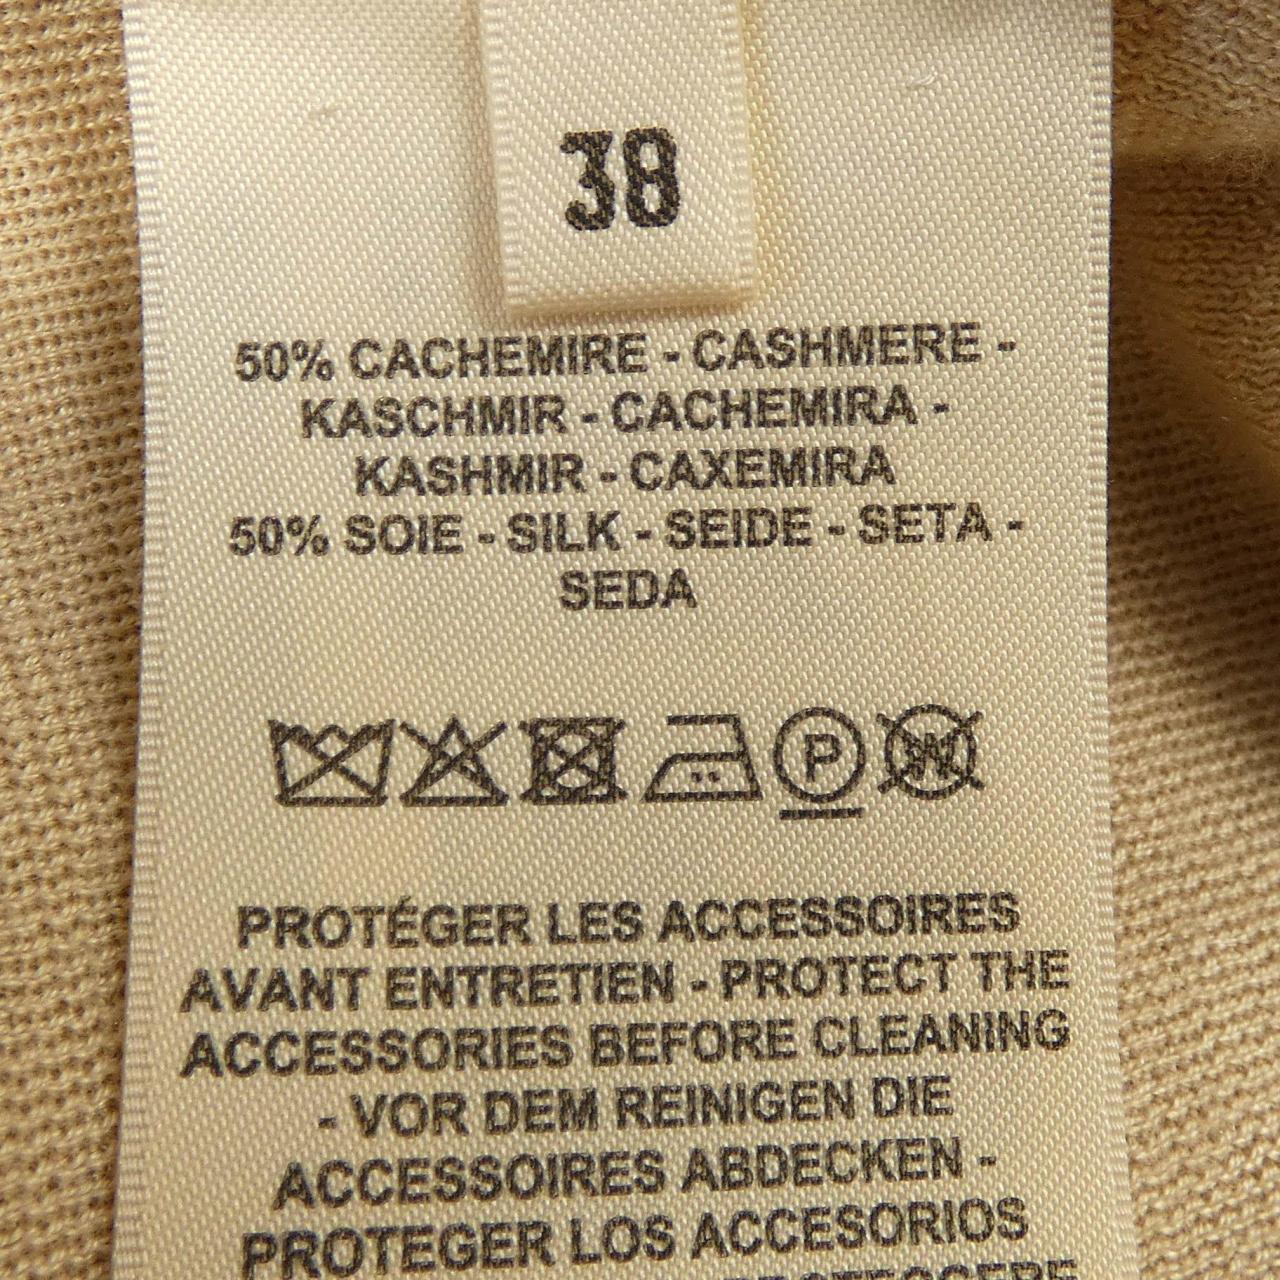 38
50% CACHEMIRE - CASHMERE -
KASCHMIR - CACHEMIRA -
KASHMIR - CAXEMIRA
50% SOIE - SILK - SEIDE - SETA -
SEDA
P W
PROTÉGER LES ACCESSOIRES
AVANT ENTRETIEN - PROTECT THE
ACCESSORIES BEFORE CLEANING
- VOR DEM REINIGEN DIE
ACCESSOIRES ABDECKEN -
PROTEGER LOS ACCESORIOS